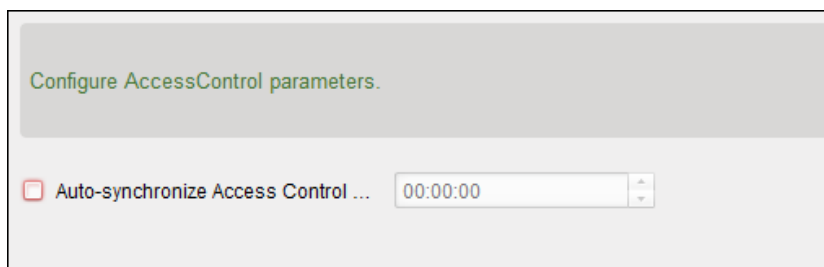 Configure AccessControl parameters.
Auto-synchronize Access Control ... 00:00:00